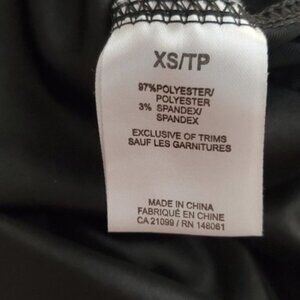 XS/TP
97%POLYESTER/
POLYESTER
3% SPANDEX/
SPANDEX
EXCLUSIVE OF TRIMS
SAUF LES GARNITURES
MADE IN CHINA
FABRIQUÉ EN CHINE
CA 21099 / RN 146061